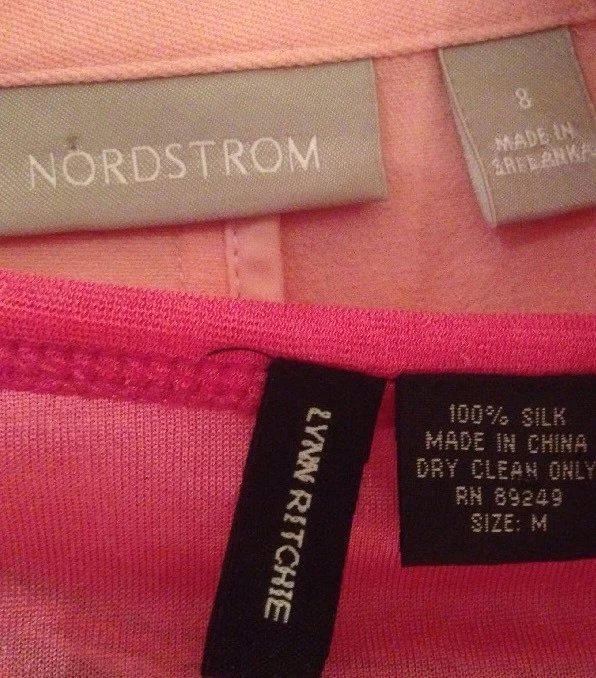 NORDSTROM
8
MADE IN
SRI LANKA
LYNN RITCHIE
100% SILK
MADE IN CHINA
DRY CLEAN ONLY
RN 89249
SIZE: M